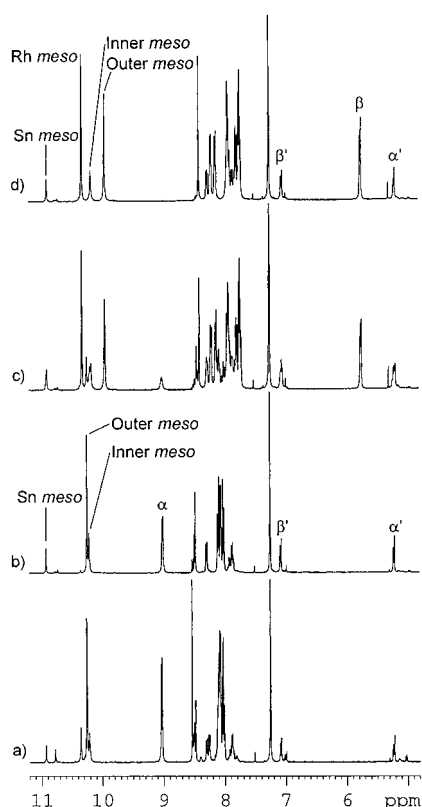 Inner meso
Rh meso
Outer meso
Sn meso
β' β α'
d)
c)
Outer meso
Inner meso
Sn meso
α β' α'
b)
a)
11 10 9 8 7 6 ppm